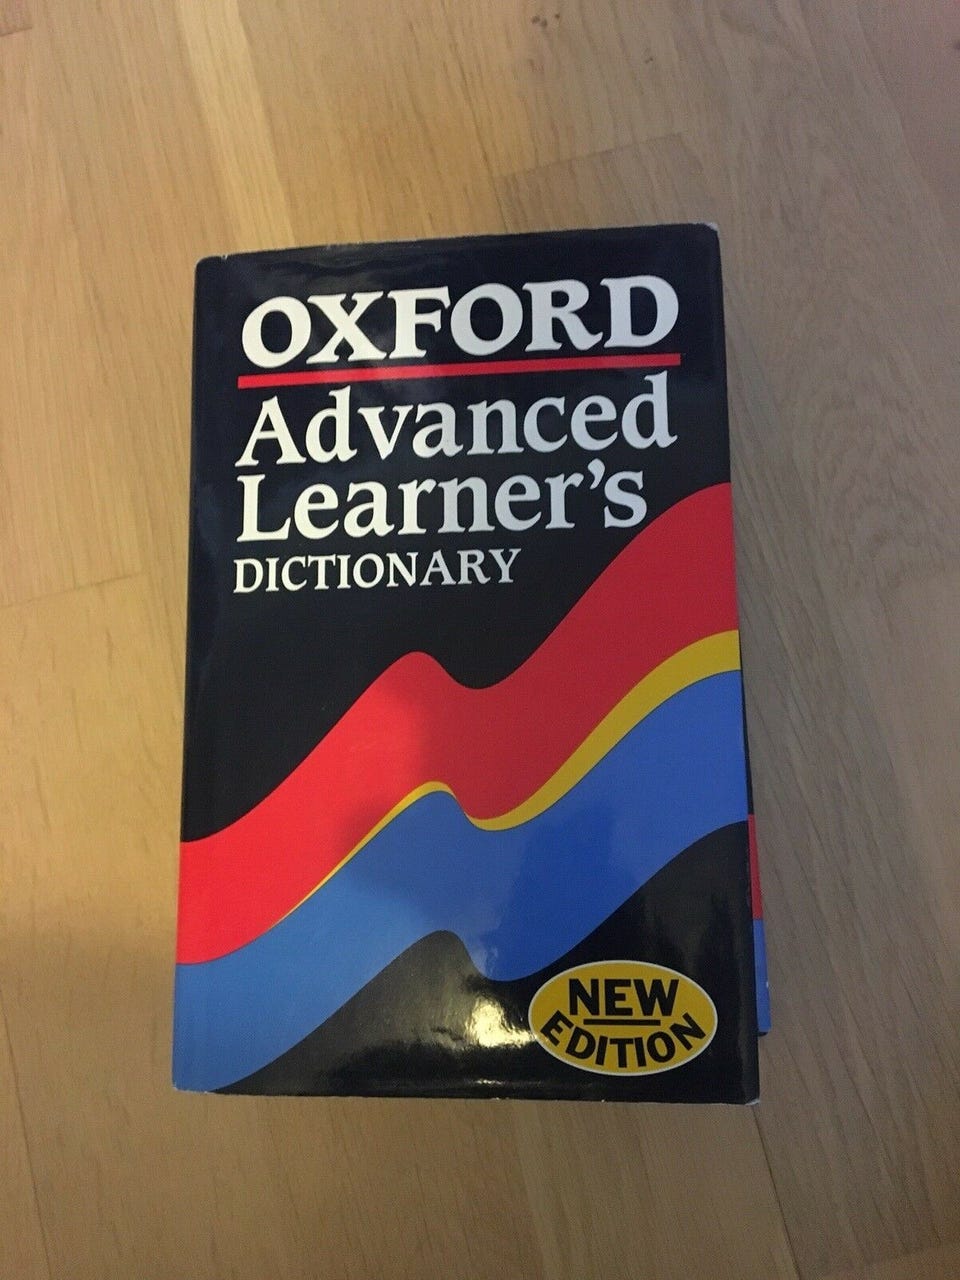 OXFORD
Advanced
Learner's
DICTIONARY
NEW
EDITION